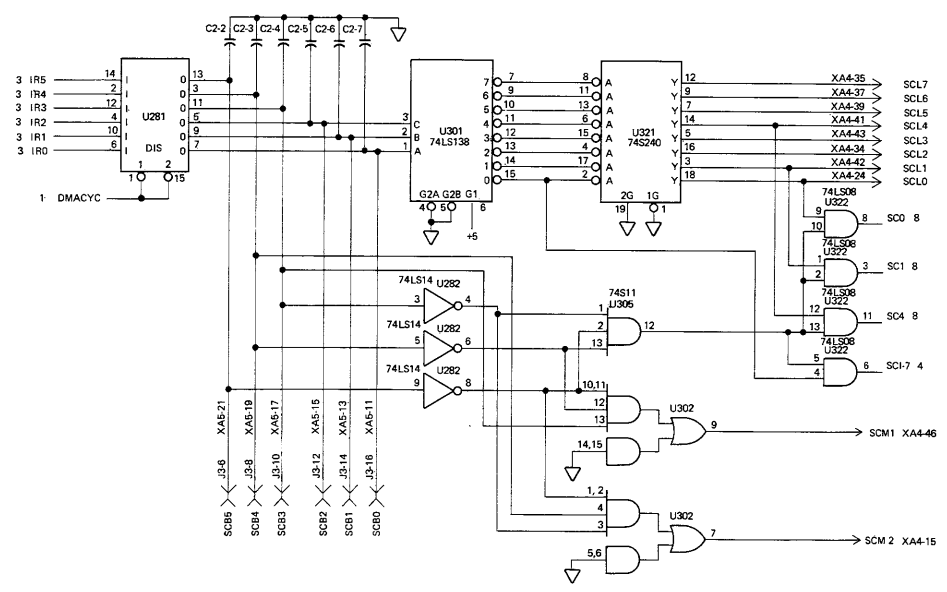 C2-2 C2-3 C2-4 C2-5 C2-6 C2-7
3 IR5 14 I U281 O 13
3 IR4 2 I O 3
3 IR3 12 I O 11
3 IR2 4 I O 5
3 IR1 10 I O 9
3 IR0 6 I DIS O 7
1 2
1 15
1- DMACYC
3 C
2 B
1 A
U301
74LS138
7 7
6 9
5 10
4 11
3 12
2 13
1 14
0 15
G2A G2B G1
4 5 6
+5
U321
74S240
8 A Y 12 XA4-35 SCL7
11 A Y 9 XA4-37 SCL6
13 A Y 7 XA4-39 SCL5
6 A Y 14 XA4-41 SCL4
15 A Y 5 XA4-43 SCL3
4 A Y 16 XA4-34 SCL2
17 A Y 3 XA4-42 SCL1
2 A Y 18 XA4-24 SCL0
2G 1G
19 1
74LS08
U322
9
10
8 SC0 8
74LS08
U322
1
2
3 SC1 8
74LS08
U322
12
13
11 SC4 8
74LS08
U322
5
4
6 SCI-7 4
74LS14 U282
3 4
74LS14 U282
5 6
74LS14 U282
9 8
74S11
U305
1
2
13
12
10,11
12
13
14,15
U302
9 SCM1 XA4-46
1, 2
4
3
5,6
U302
7 SCM 2 XA4-15
XA5-21 XA5-19 XA5-17 XA5-15 XA5-13 XA5-11
J3-6 J3-8 J3-10 J3-12 J3-14 J3-16
SCB5 SCB4 SCB3 SCB2 SCB1 SCB0